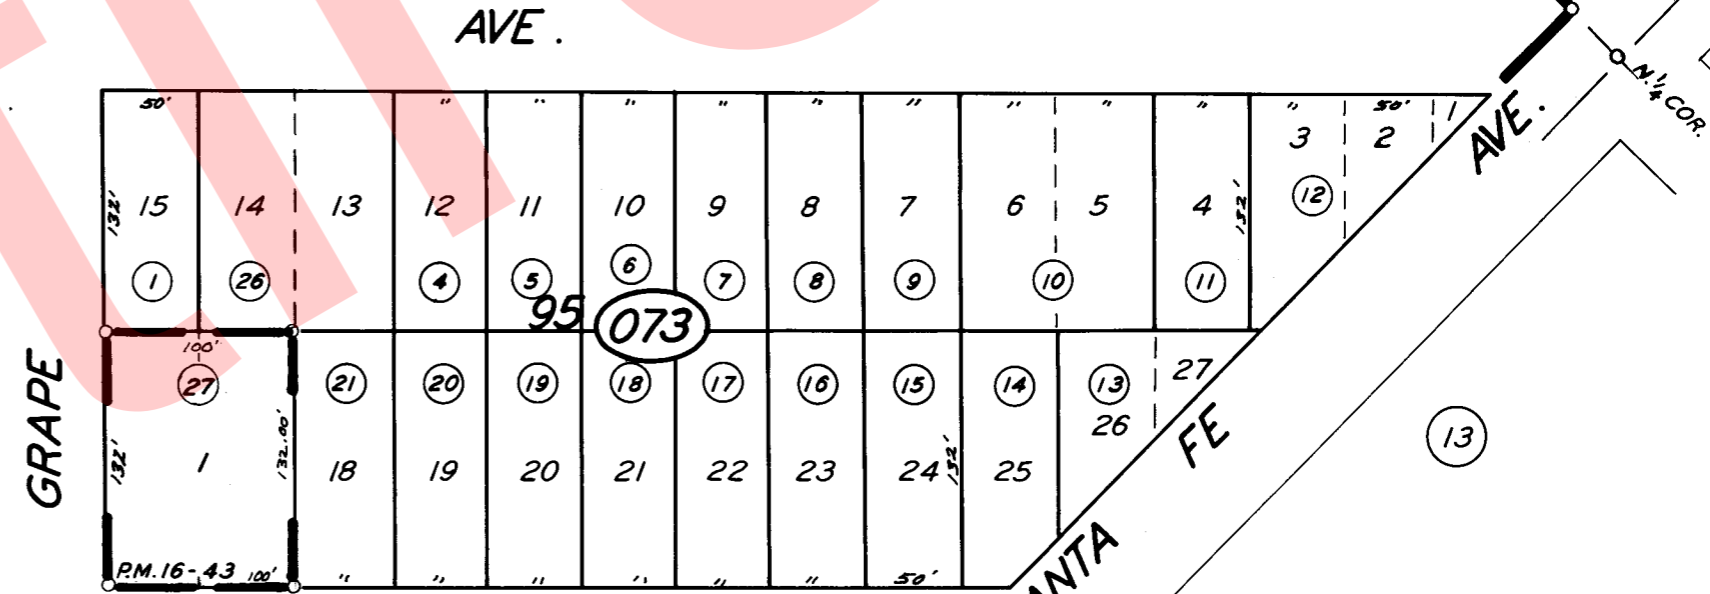 AVE .
N. 1/4 COR.
AVE.
50' " " " " " " " " " " 50'
15 14 13 12 11 10 9 8 7 6 5 4 3 2 1
132' 132'
1 26 4 5 6 7 8 9 10 11 12
95 073
GRAPE
100'
27 21 20 19 18 17 16 15 14 13 27
26
132' 132.00' 132'
1 18 19 20 21 22 23 24 25
FE
13
P.M. 16-43 100' " " " " " " 50'
ANTA